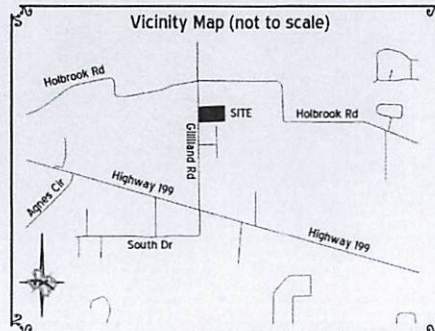 Vicinity Map (not to scale)
Holbrook Rd
SITE
Holbrook Rd
Gilliland Rd
Highway 199
Agnes Cir
South Dr
Highway 199